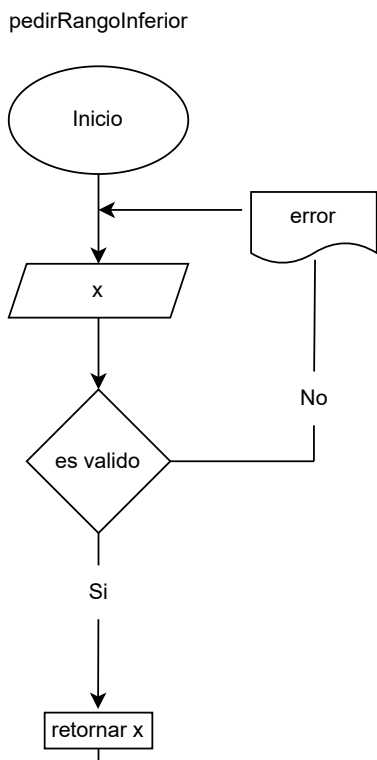 pedirRangoInferior
Inicio
error
x
No
es valido
Si
retornar x